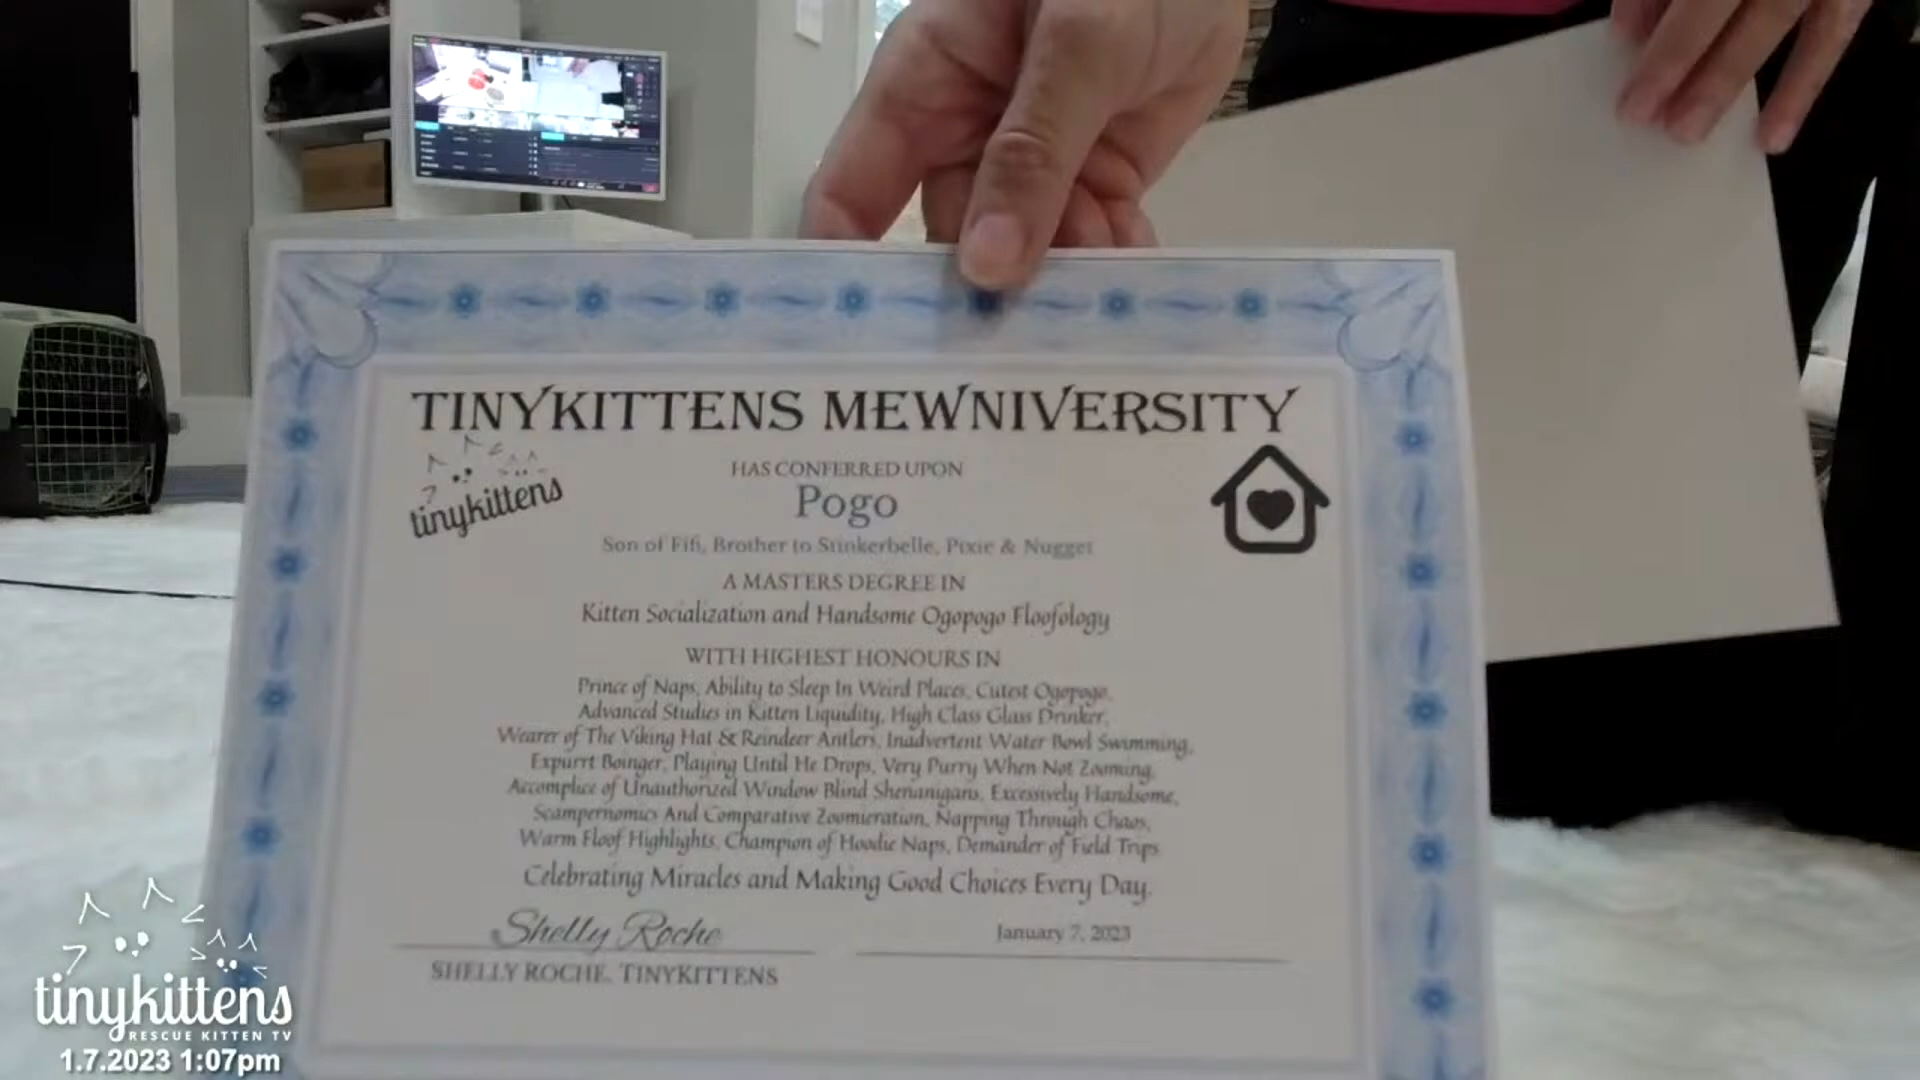 TINYKITTENS MEWNIVERSITY
tinykittens
HAS CONFERRED UPON
Pogo
Son of Fifi, Brother to Stinkerbelle, Pixie & Nugget
A MASTERS DEGREE IN
Kitten Socialization and Handsome Ogopogo Floofology
WITH HIGHEST HONOURS IN
Prince of Naps, Ability to Sleep In Weird Places, Cutest Ogopogo,
Advanced Studies in Kitten Liquidity, High Class Glass Drinker,
Wearer of The Viking Hat & Reindeer Antlers, Inadvertent Water Bowl Swimming,
Expurrt Boinger, Playing Until He Drops, Very Purry When Not Zooming,
Accomplice of Unauthorized Window Blind Shenanigans, Excessively Handsome,
Scampernomics And Comparative Zoomieration, Napping Through Chaos,
Warm Floof Highlights, Champion of Hoodie Naps, Demander of Field Trips
Celebrating Miracles and Making Good Choices Every Day.
Shelly Roche
January 7, 2023
SHELLY ROCHE, TINYKITTENS
tinykittens
RESCUE KITTEN TV
1.7.2023 1:07pm